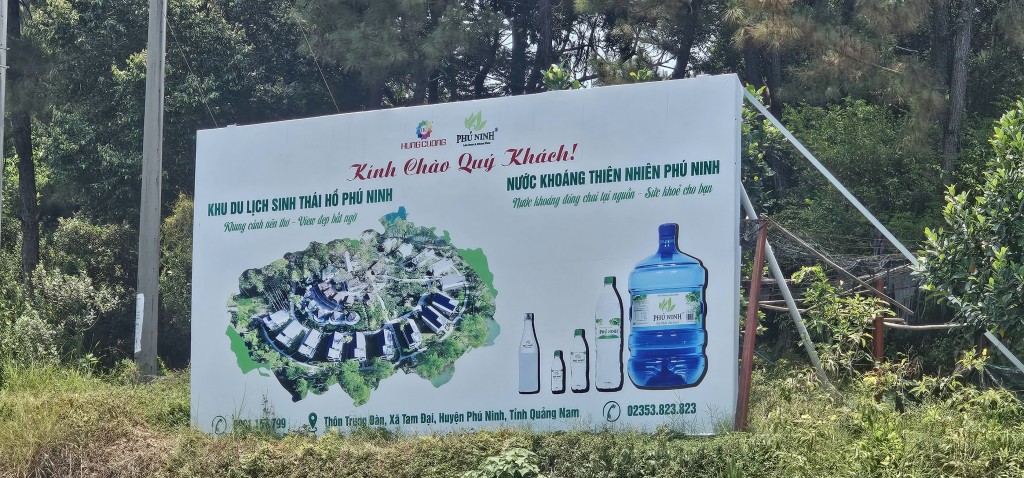 HUNG CUONG
PHÚ NINH®
Kính Chào Quý Khách!
KHU DU LỊCH SINH THÁI HỒ PHÚ NINH
Khung cảnh nên thơ - View đẹp bất ngờ
NƯỚC KHOÁNG THIÊN NHIÊN PHÚ NINH
Nước khoáng đóng chai tại nguồn - Sức khoẻ cho bạn
PHÚ NINH
PHÚ NINH
Thôn Trung Đàn, Xã Tam Đại, Huyện Phú Ninh, Tỉnh Quảng Nam
02353.823.823